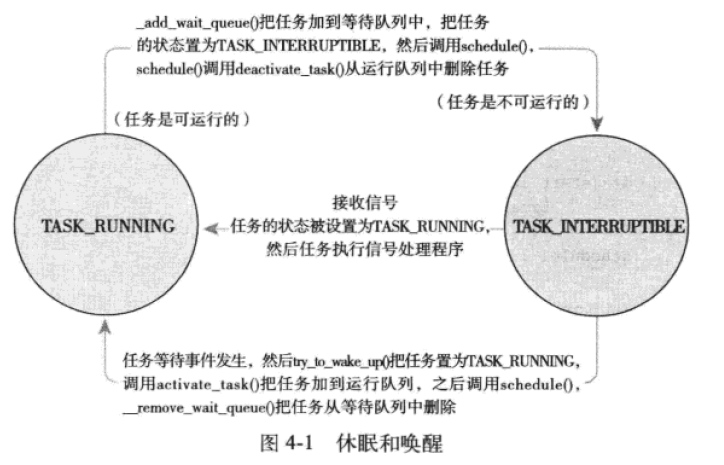 _add_wait_queue()把任务加到等待队列中，把任务
的状态置为TASK_INTERRUPTIBLE，然后调用schedule()，
schedule()调用deactivate_task()从运行队列中删除任务
（任务是可运行的）
（任务是不可运行的）
TASK_RUNNING
接收信号
任务的状态被设置为TASK_RUNNING，
然后任务执行信号处理程序
TASK_INTERRUPTIBLE
任务等待事件发生，然后try_to_wake_up()把任务置为TASK_RUNNING，
调用activate_task()把任务加到运行队列，之后调用schedule()，
__remove_wait_queue()把任务从等待队列中删除
图 4-1 休眠和唤醒